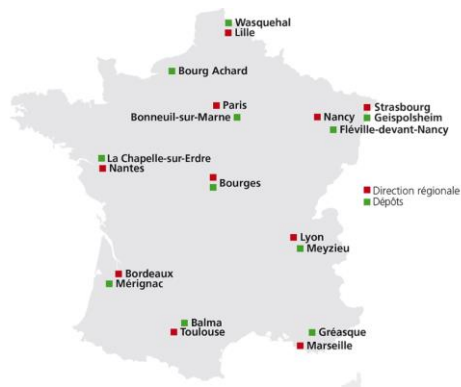 Wasquehal
Lille
Bourg Achard
Paris
Bonneuil-sur-Marne
Nancy
Strasbourg
Geispolsheim
Fléville-devant-Nancy
La Chapelle-sur-Erdre
Nantes
Bourges
Direction régionale
Dépôts
Lyon
Meyzieu
Bordeaux
Mérignac
Balma
Toulouse
Gréasque
Marseille